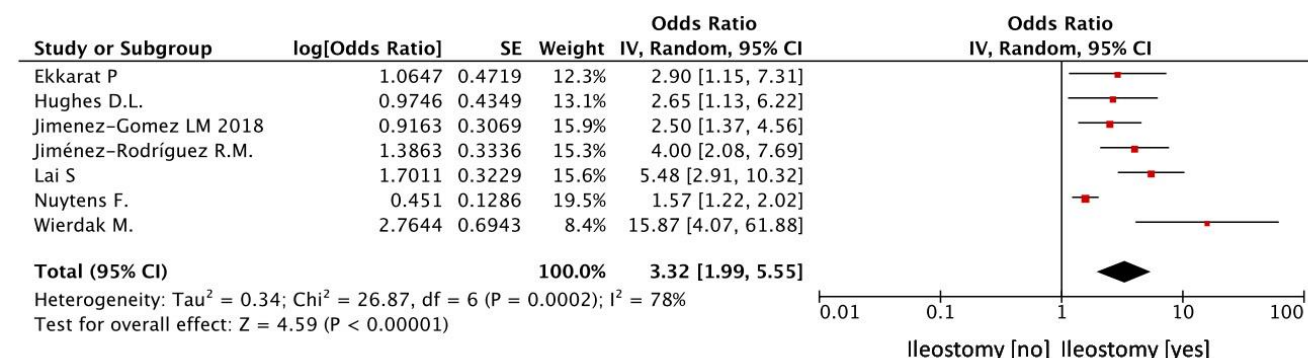 Odds Ratio Odds Ratio
Study or Subgroup log[Odds Ratio] SE Weight IV, Random, 95% CI IV, Random, 95% CI
Ekkarat P 1.0647 0.4719 12.3% 2.90 [1.15, 7.31]
Hughes D.L. 0.9746 0.4349 13.1% 2.65 [1.13, 6.22]
Jimenez-Gomez LM 2018 0.9163 0.3069 15.9% 2.50 [1.37, 4.56]
Jiménez-Rodríguez R.M. 1.3863 0.3336 15.3% 4.00 [2.08, 7.69]
Lai S 1.7011 0.3229 15.6% 5.48 [2.91, 10.32]
Nuytens F. 0.451 0.1286 19.5% 1.57 [1.22, 2.02]
Wierdak M. 2.7644 0.6943 8.4% 15.87 [4.07, 61.88]
Total (95% CI) 100.0% 3.32 [1.99, 5.55]
Heterogeneity: Tau² = 0.34; Chi² = 26.87, df = 6 (P = 0.0002); I² = 78%
Test for overall effect: Z = 4.59 (P < 0.00001)
0.01 0.1 1 10 100
Ileostomy [no] Ileostomy [yes]